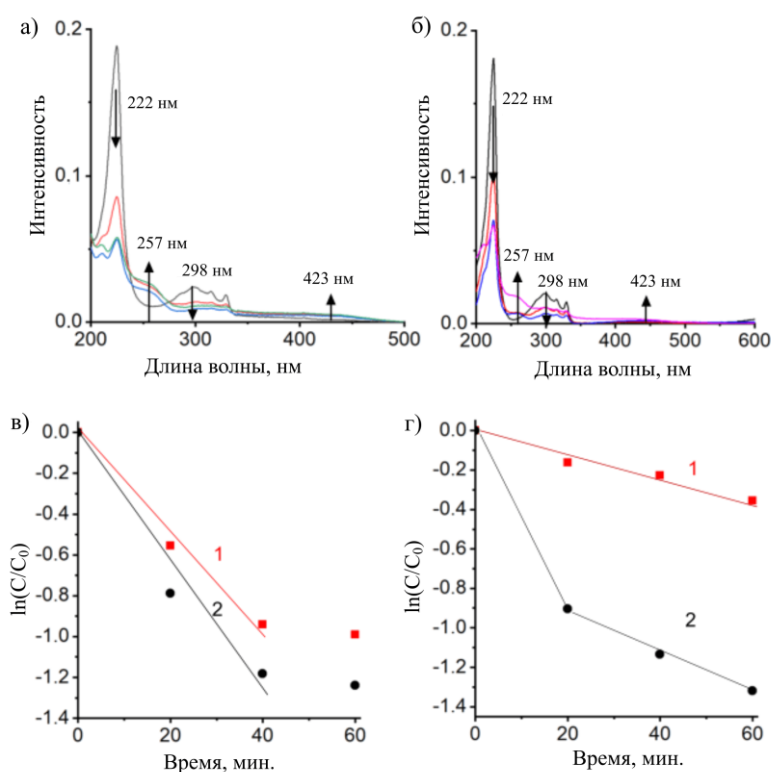 а)
0.2
0.1
0.0
Интенсивность
222 нм
257 нм
298 нм
423 нм
200 300 400 500
Длина волны, нм
б)
0.2
0.1
0.0
Интенсивность
222 нм
257 нм
298 нм
423 нм
200 300 400 500 600
Длина волны, нм
в)
0.0
-0.2
-0.4
-0.6
-0.8
-1.0
-1.2
-1.4
ln(C/C0)
1
2
0 20 40 60
Время, мин.
г)
0.0
-0.2
-0.4
-0.6
-0.8
-1.0
-1.2
-1.4
ln(C/C0)
1
2
0 20 40 60
Время, мин.